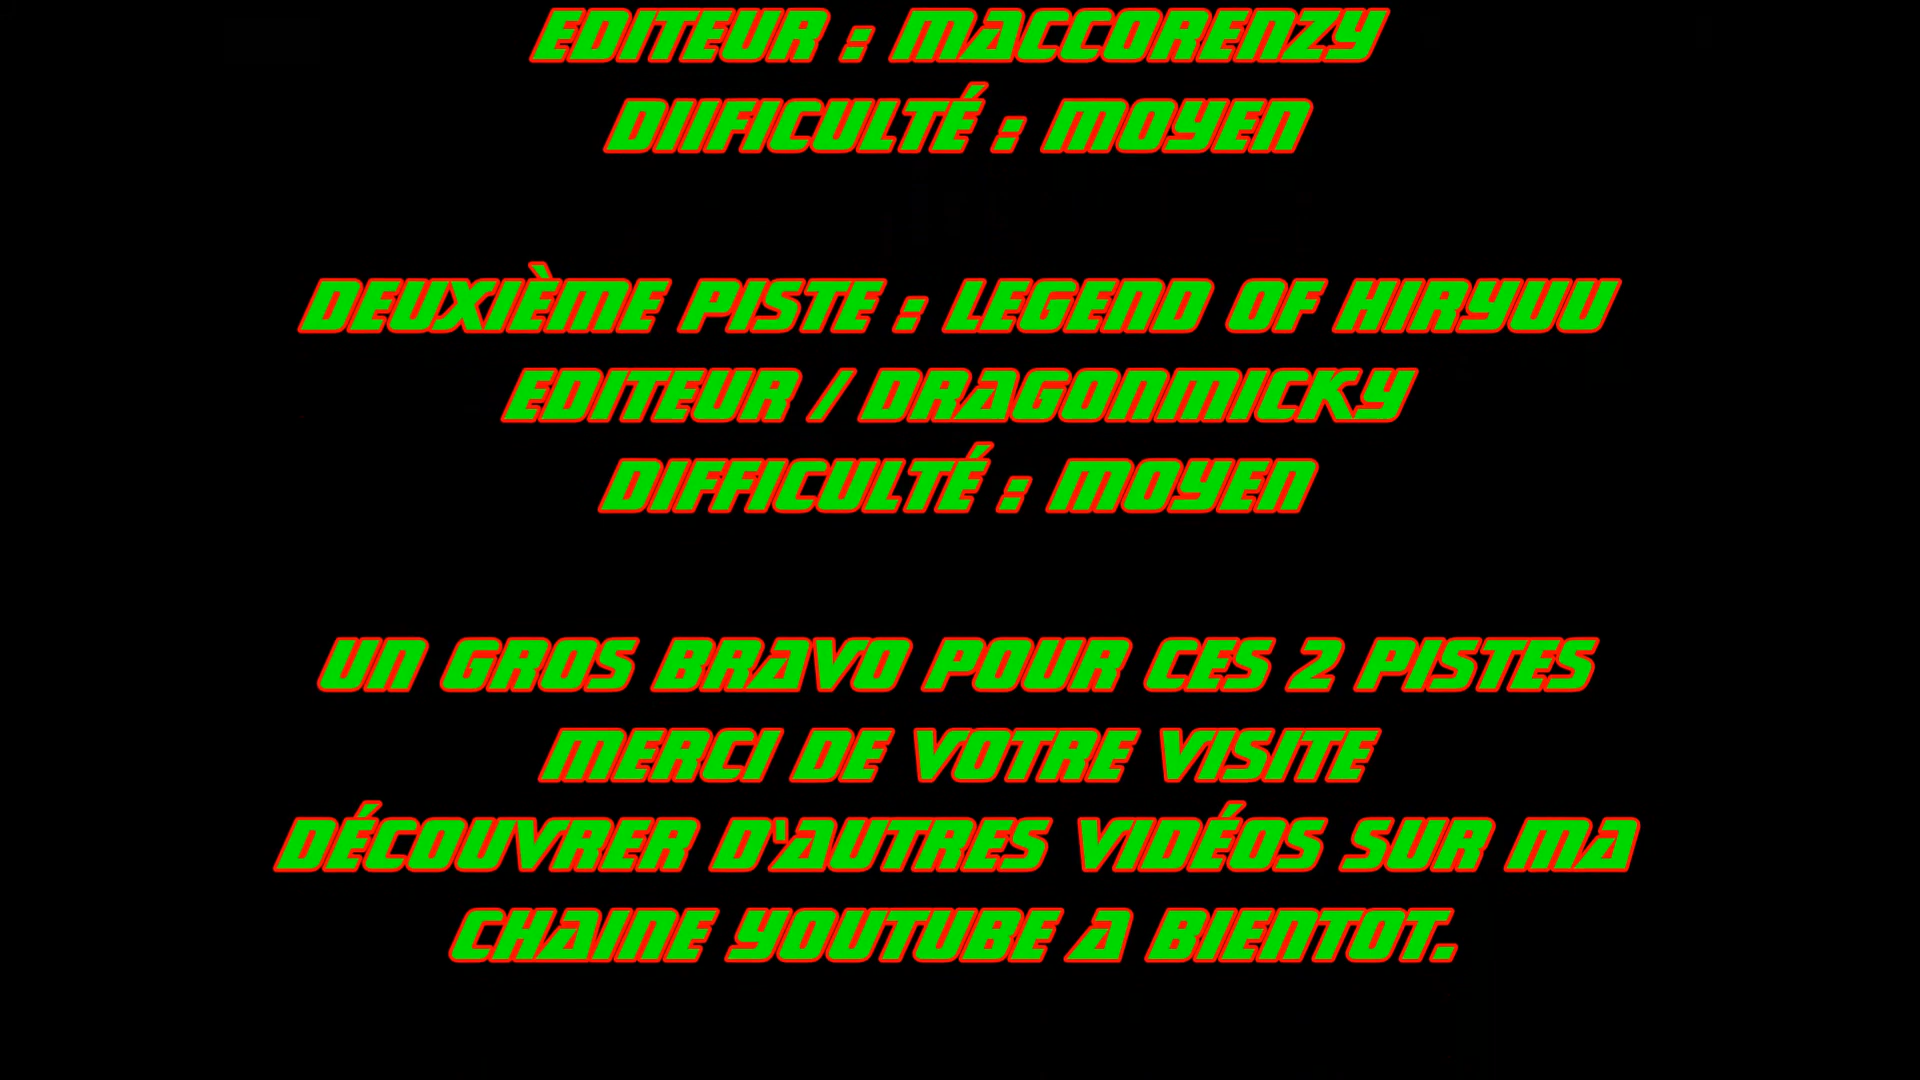 EDITEUR : MACCORENZY
DIIFICULTÉ : MOYEN
DEUXIÈME PISTE : LEGEND OF HIRYUU
EDITEUR / DRAGONMICKY
DIFFICULTÉ : MOYEN
UN GROS BRAVO POUR CES 2 PISTES
MERCI DE VOTRE VISITE
DÉCOUVRER D'AUTRES VIDÉOS SUR MA
CHAINE YOUTUBE A BIENTOT.